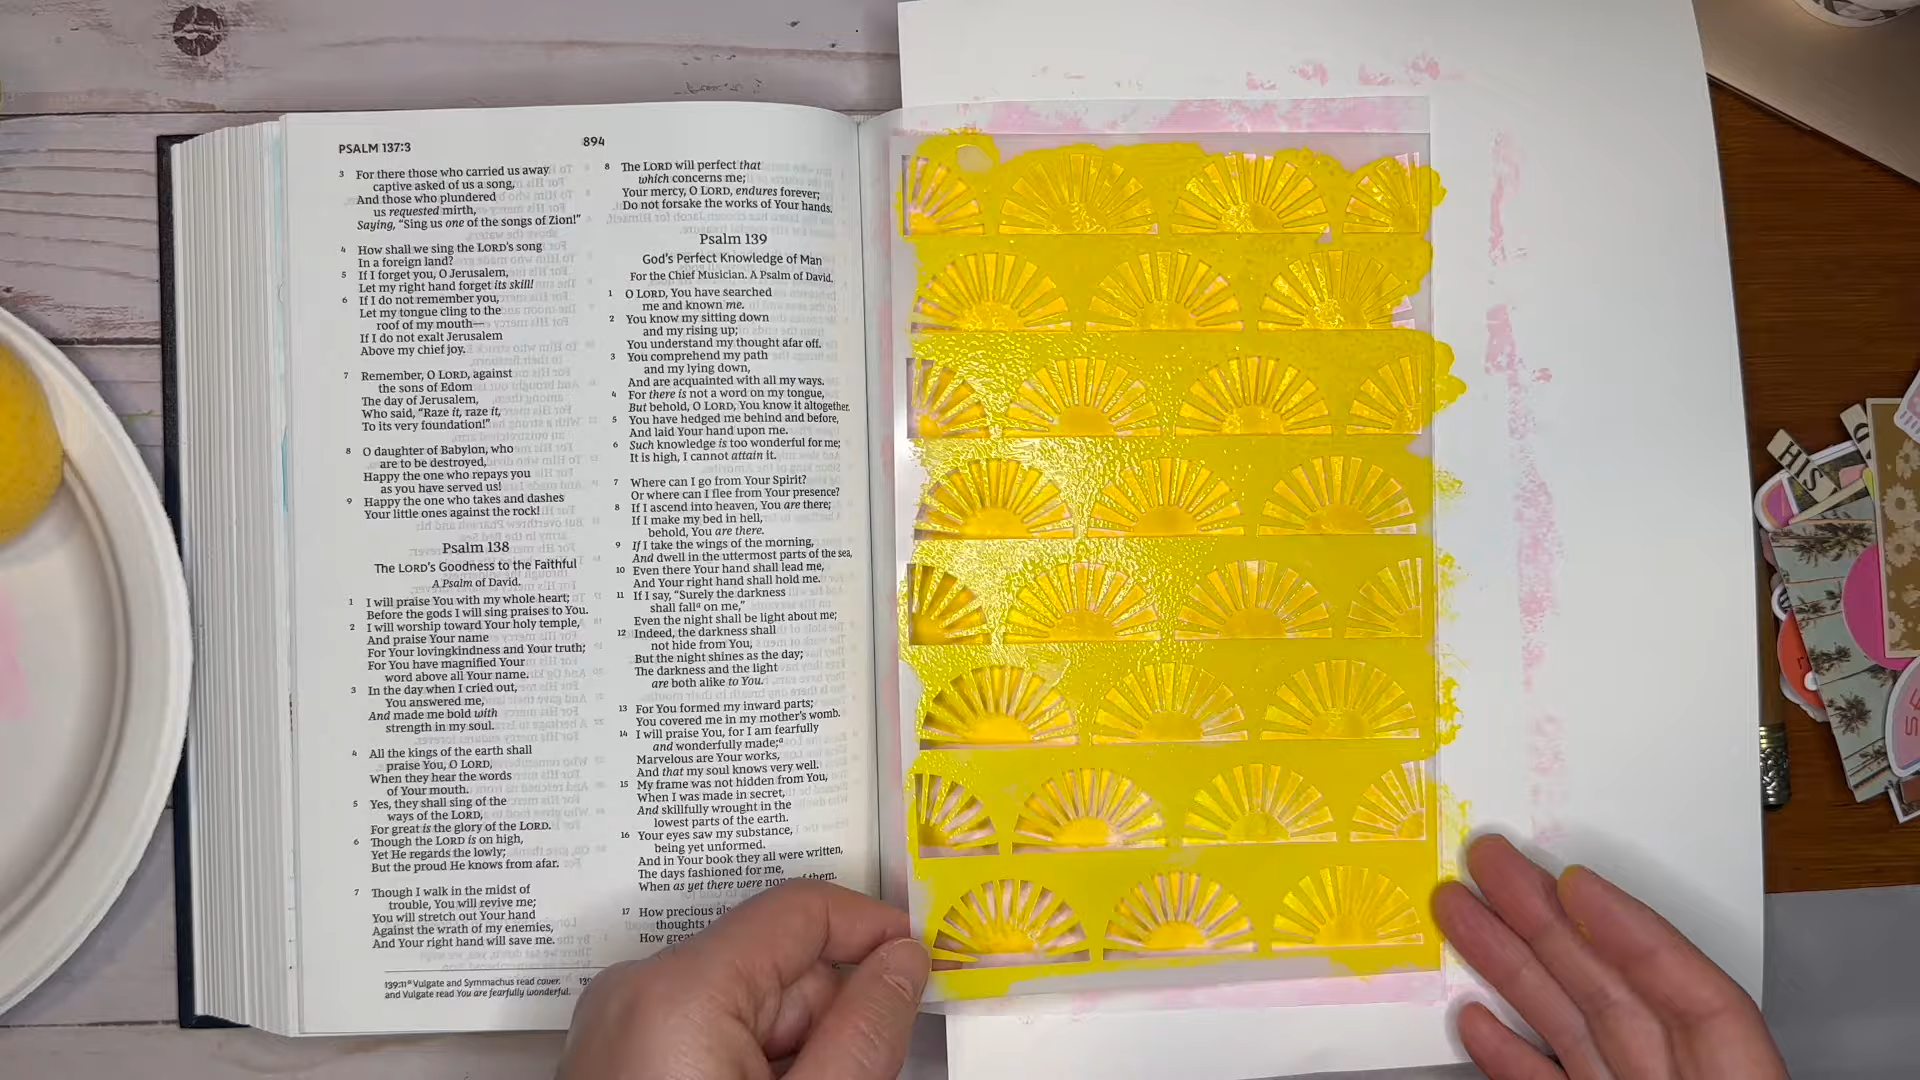 PSALM 137:3
894
3 For there those who carried us away
captive asked of us a song,
And those who plundered
us requested mirth,
Saying, “Sing us one of the songs of Zion!”
4 How shall we sing the LORD’s song
In a foreign land?
5 If I forget you, O Jerusalem,
Let my right hand forget its skill!
6 If I do not remember you,
Let my tongue cling to the
roof of my mouth—
If I do not exalt Jerusalem
Above my chief joy.
7 Remember, O LORD, against
the sons of Edom
The day of Jerusalem,
Who said, “Raze it, raze it,
To its very foundation!”
8 O daughter of Babylon, who
are to be destroyed,
Happy the one who repays you
as you have served us!
9 Happy the one who takes and dashes
Your little ones against the rock!
Psalm 138
The LORD’s Goodness to the Faithful
A Psalm of David.
1 I will praise You with my whole heart;
Before the gods I will sing praises to You.
2 I will worship toward Your holy temple,
And praise Your name
For Your lovingkindness and Your truth;
For You have magnified Your
word above all Your name.
3 In the day when I cried out,
You answered me,
And made me bold with
strength in my soul.
4 All the kings of the earth shall
praise You, O LORD,
When they hear the words
of Your mouth.
5 Yes, they shall sing of the
ways of the LORD,
For great is the glory of the LORD.
6 Though the LORD is on high,
Yet He regards the lowly;
But the proud He knows from afar.
7 Though I walk in the midst of
trouble, You will revive me;
You will stretch out Your hand
Against the wrath of my enemies,
And Your right hand will save me.
8 The LORD will perfect that
which concerns me;
Your mercy, O LORD, endures forever;
Do not forsake the works of Your hands.
Psalm 139
God’s Perfect Knowledge of Man
For the Chief Musician. A Psalm of David.
1 O LORD, You have searched
me and known me.
2 You know my sitting down
and my rising up;
You understand my thought afar off.
3 You comprehend my path
and my lying down,
And are acquainted with all my ways.
4 For there is not a word on my tongue,
But behold, O LORD, You know it altogether.
5 You have hedged me behind and before,
And laid Your hand upon me.
6 Such knowledge is too wonderful for me;
It is high, I cannot attain it.
7 Where can I go from Your Spirit?
Or where can I flee from Your presence?
8 If I ascend into heaven, You are there;
If I make my bed in hell,
behold, You are there.
9 If I take the wings of the morning,
And dwell in the uttermost parts of the sea,
10 Even there Your hand shall lead me,
And Your right hand shall hold me.
11 If I say, “Surely the darkness
shall fallᵃ on me,”
Even the night shall be light about me;
12 Indeed, the darkness shall
not hide from You,
But the night shines as the day;
The darkness and the light
are both alike to You.
13 For You formed my inward parts;
You covered me in my mother’s womb.
14 I will praise You, for I am fearfully
and wonderfully made;ᵃ
Marvelous are Your works,
And that my soul knows very well.
15 My frame was not hidden from You,
When I was made in secret,
And skillfully wrought in the
lowest parts of the earth.
16 Your eyes saw my substance,
being yet unformed.
And in Your book they all were written,
The days fashioned for me,
When as yet there were none of them.
17 How precious
thoughts
How great
139:11ᵃ Vulgate and Symmachus read cover.
and Vulgate read You are fearfully wonderful.
HIS